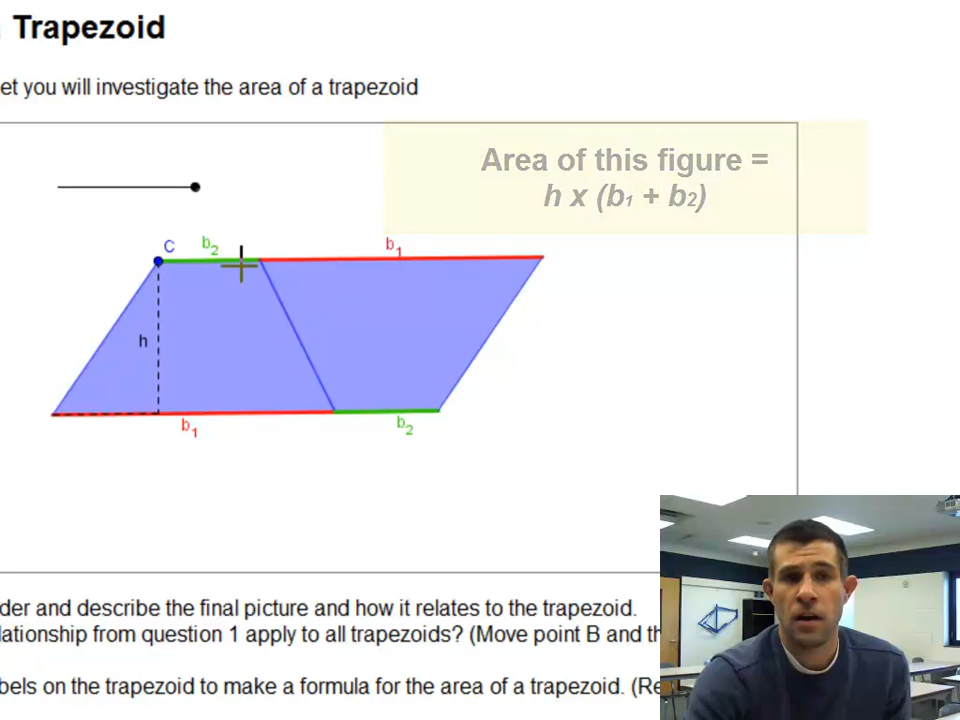 Trapezoid
et you will investigate the area of a trapezoid
Area of this figure =
h x (b1 + b2)
C
b2
b1
h
b1
b2
der and describe the final picture and how it relates to the trapezoid.
lationship from question 1 apply to all trapezoids? (Move point B and th
bels on the trapezoid to make a formula for the area of a trapezoid. (Re